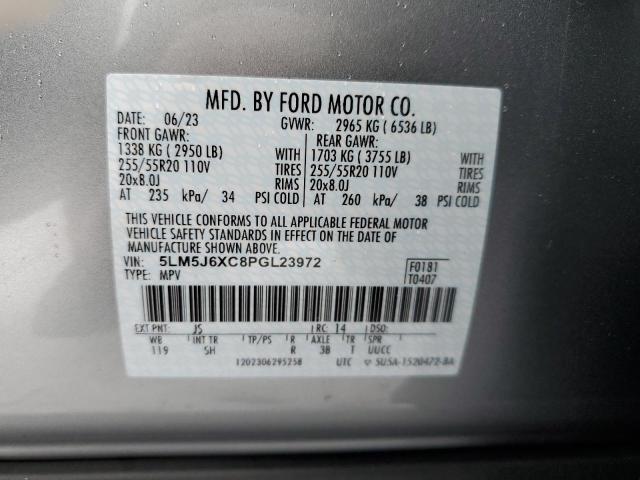 MFD. BY FORD MOTOR CO.
DATE: 06/23 GVWR: 2965 KG ( 6536 LB)
FRONT GAWR: REAR GAWR:
1338 KG ( 2950 LB) WITH 1703 KG ( 3755 LB) WITH
255/55R20 110V TIRES 255/55R20 110V TIRES
20x8.0J RIMS 20x8.0J RIMS
AT 235 kPa/ 34 PSI COLD AT 260 kPa/ 38 PSI COLD
THIS VEHICLE CONFORMS TO ALL APPLICABLE FEDERAL MOTOR
VEHICLE SAFETY STANDARDS IN EFFECT ON THE DATE OF
MANUFACTURE SHOWN ABOVE.
VIN: 5LM5J6XC8PGL23972 F0181
TYPE: MPV T0407
EXT PNT: JS RC: 14 DSO:
WB INT TR TP/PS R AXLE TR SPR
119 SH R 38 T UUCC
1202306295258 UTC ▽ 5U5A-1520472-BA